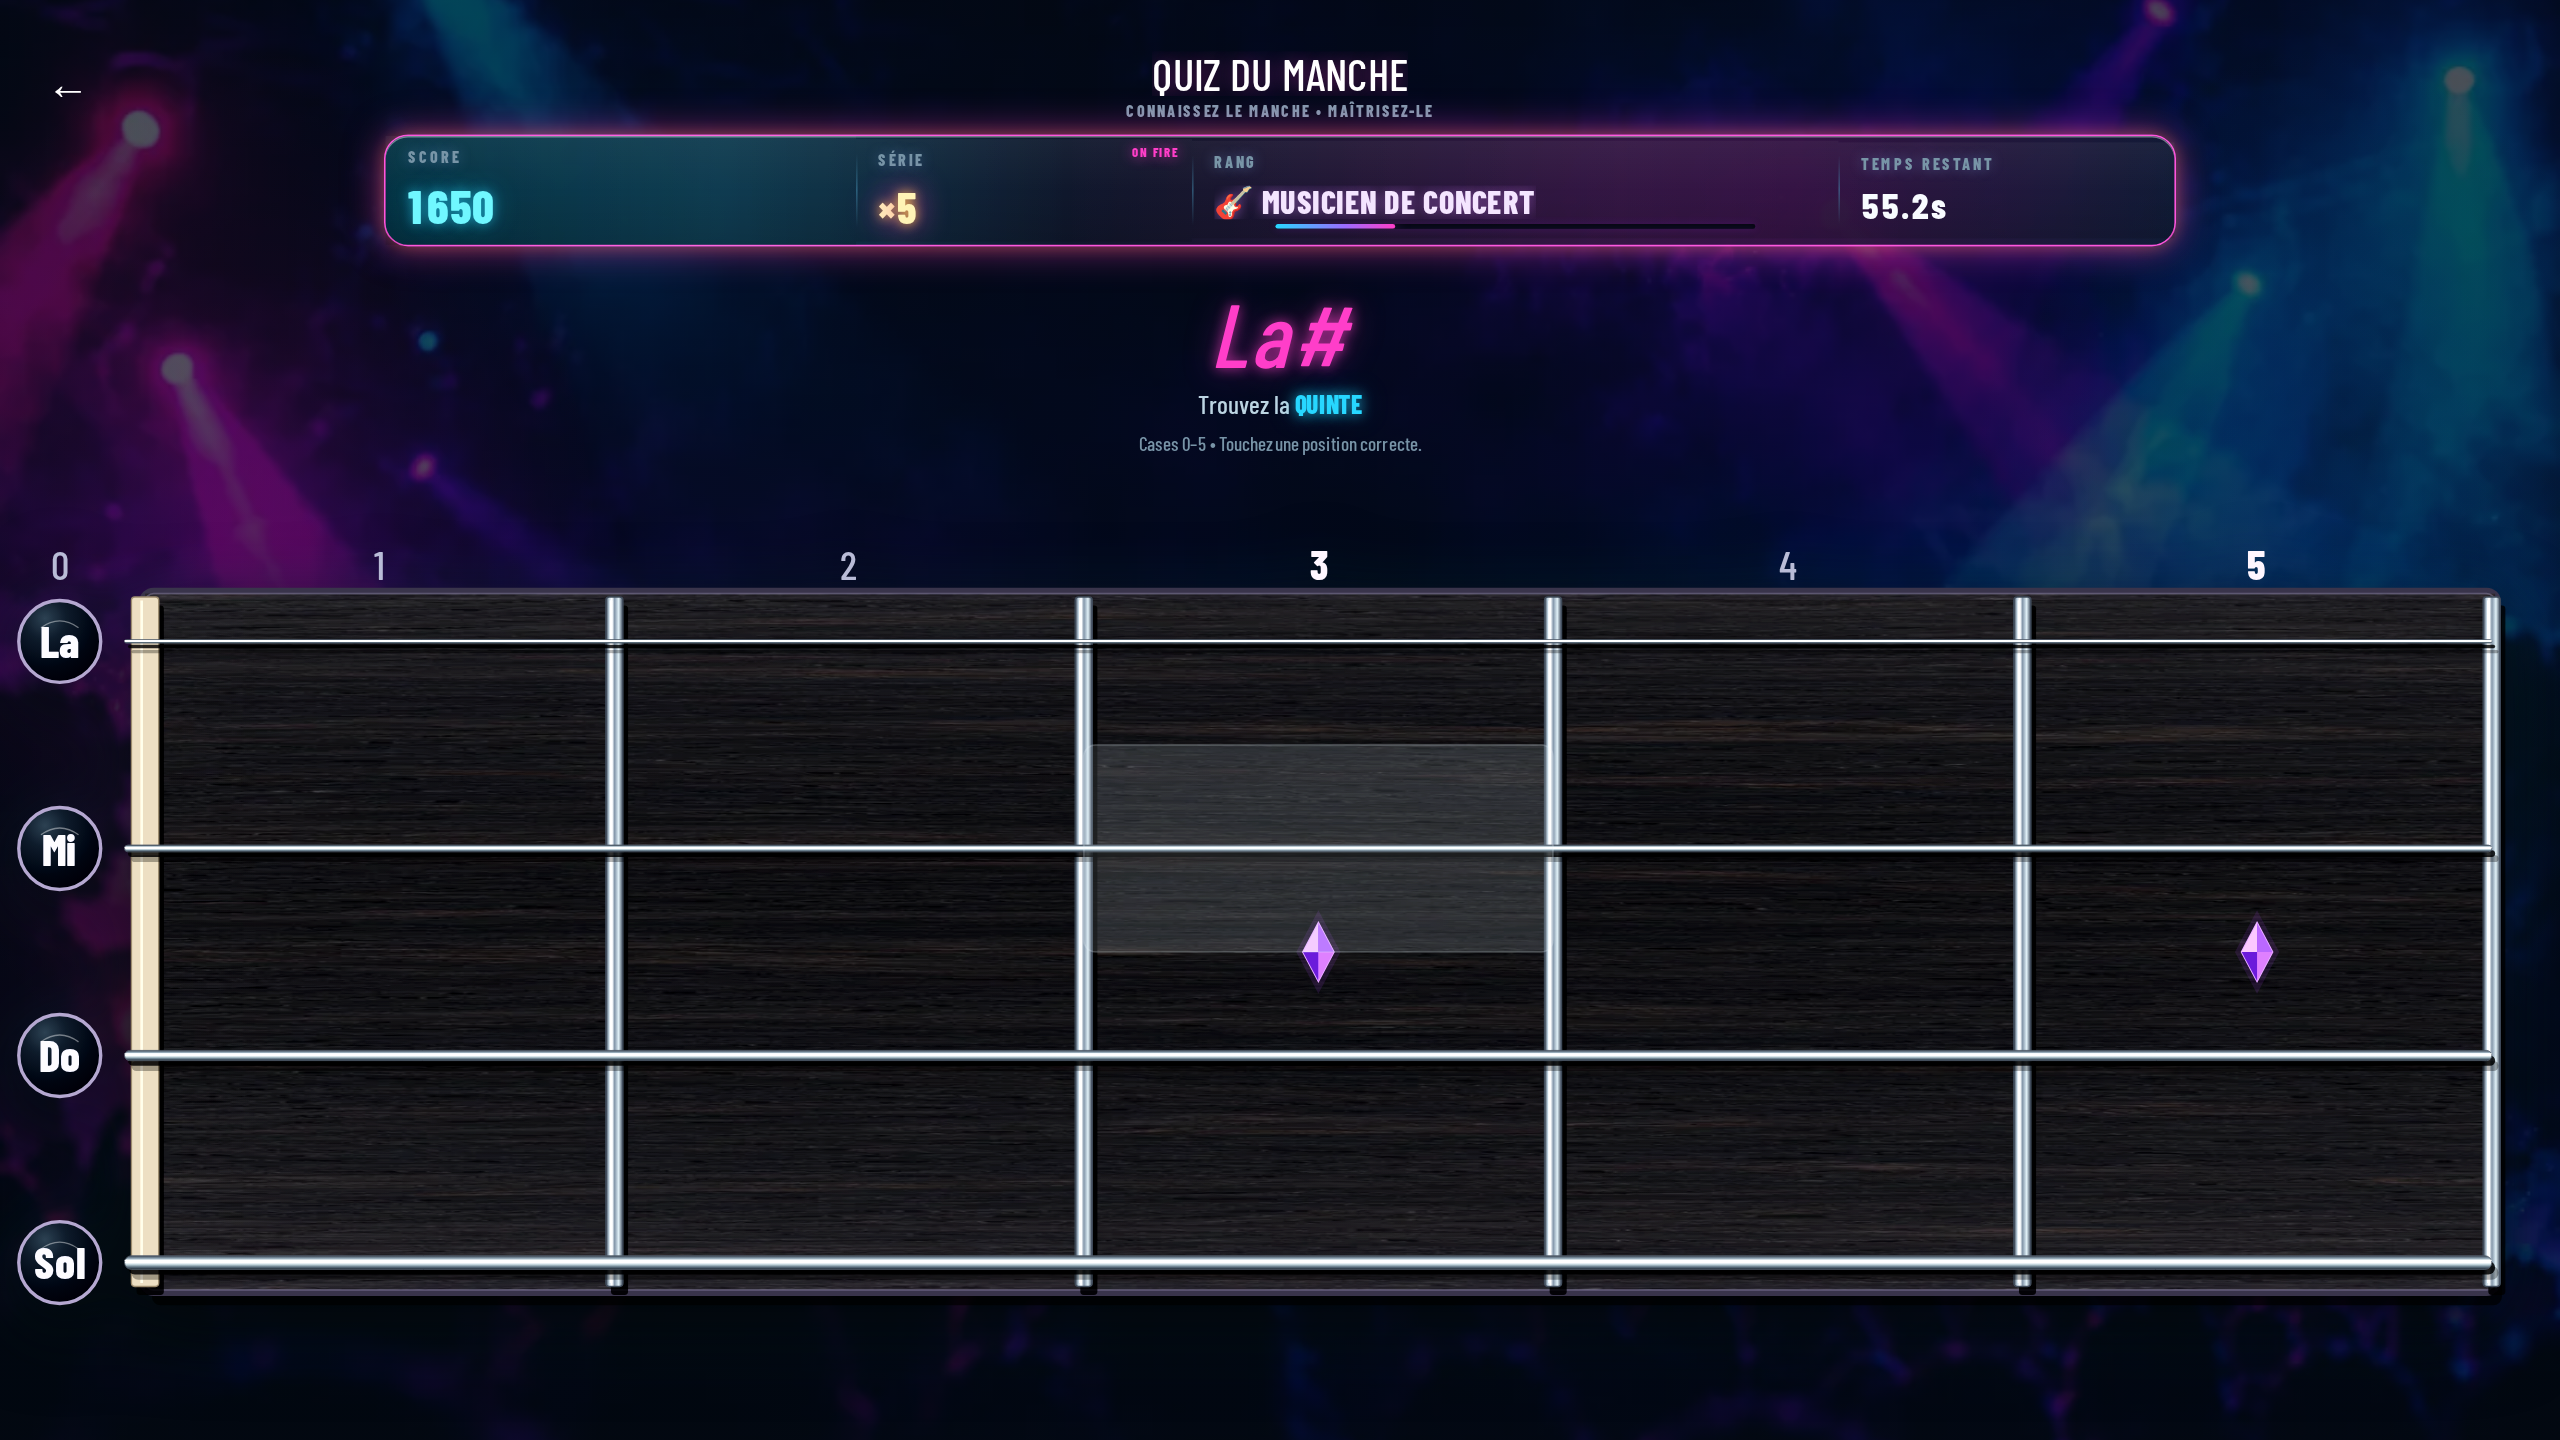 ←
QUIZ DU MANCHE
CONNAISSEZ LE MANCHE • MAÎTRISEZ-LE
SCORE
1650
SÉRIE
×5
ON FIRE
RANG
🎸 MUSICIEN DE CONCERT
TEMPS RESTANT
55.2s
La#
Trouvez la QUINTE
Cases 0–5 • Touchez une position correcte.
0 1 2 3 4 5
La
Mi
Do
Sol